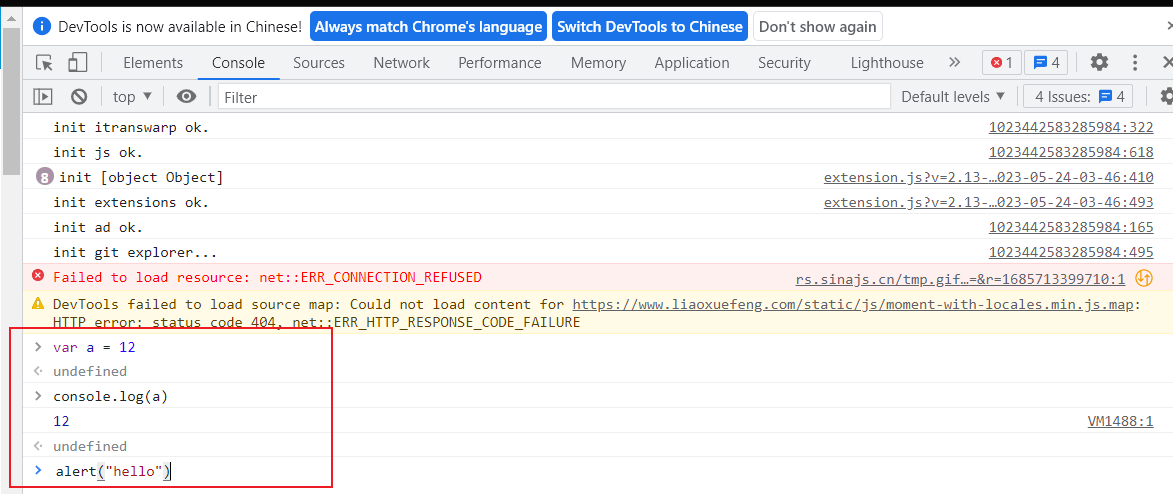 DevTools is now available in Chinese! Always match Chrome's language Switch DevTools to Chinese Don't show again
Elements Console Sources Network Performance Memory Application Security Lighthouse 1 4
top Filter Default levels 4 Issues: 4
init itranswarp ok. 1023442583285984:322
init js ok. 1023442583285984:618
8 init [object Object] extension.js?v=2.13-…023-05-24-03-46:410
init extensions ok. extension.js?v=2.13-…023-05-24-03-46:493
init ad ok. 1023442583285984:165
init git explorer... 1023442583285984:495
Failed to load resource: net::ERR_CONNECTION_REFUSED rs.sinajs.cn/tmp.gif…=&r=1685713399710:1
DevTools failed to load source map: Could not load content for https://www.liaoxuefeng.com/static/js/moment-with-locales.min.js.map:
HTTP error: status code 404, net::ERR_HTTP_RESPONSE_CODE_FAILURE
var a = 12
undefined
console.log(a)
12 VM1488:1
undefined
alert("hello")